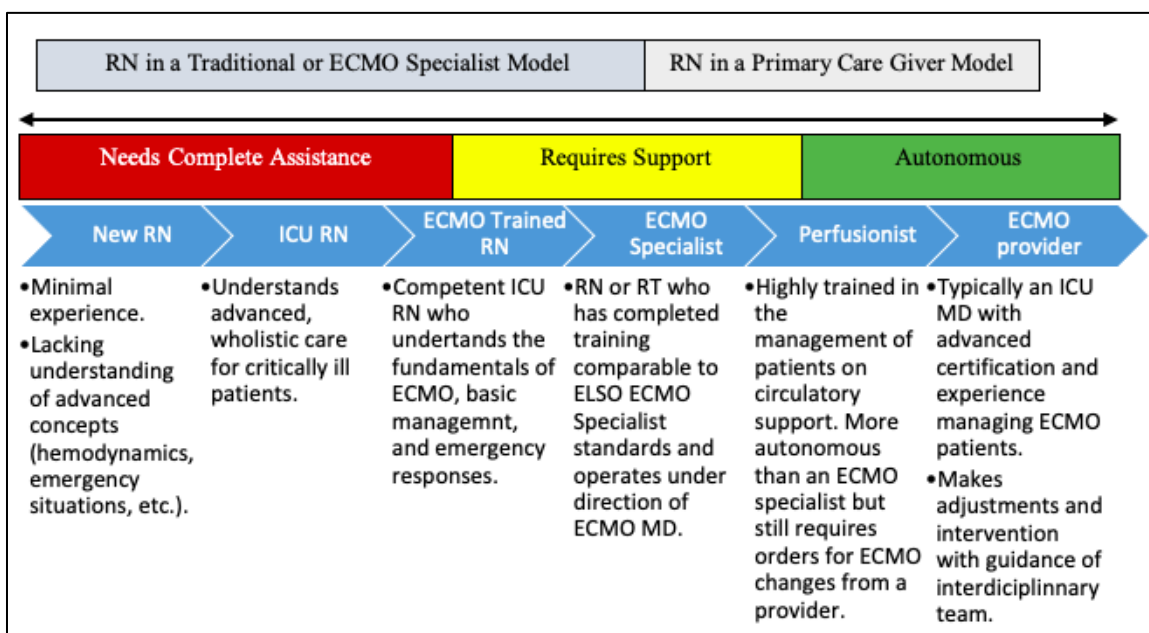 RN in a Traditional or ECMO Specialist Model
RN in a Primary Care Giver Model
Needs Complete Assistance
Requires Support
Autonomous
New RN
ICU RN
ECMO Trained
RN
ECMO
Specialist
Perfusionist
ECMO
provider
•Minimal
experience.
•Lacking
understanding
of advanced
concepts
(hemodynamics,
emergency
situations, etc.).
•Understands
advanced,
wholistic care
for critically ill
patients.
•Competent ICU
RN who
undertands the
fundamentals of
ECMO, basic
managemnt,
and emergency
responses.
•RN or RT who
has completed
training
comparable to
ELSO ECMO
Specialist
standards and
operates under
direction of
ECMO MD.
•Highly trained in
the
management of
patients on
circulatory
support. More
autonomous
than an ECMO
specialist but
still requires
orders for ECMO
changes from a
provider.
•Typically an ICU
MD with
advanced
certification and
experience
managing ECMO
patients.
•Makes
adjustments and
intervention
with guidance of
interdiciplinnary
team.